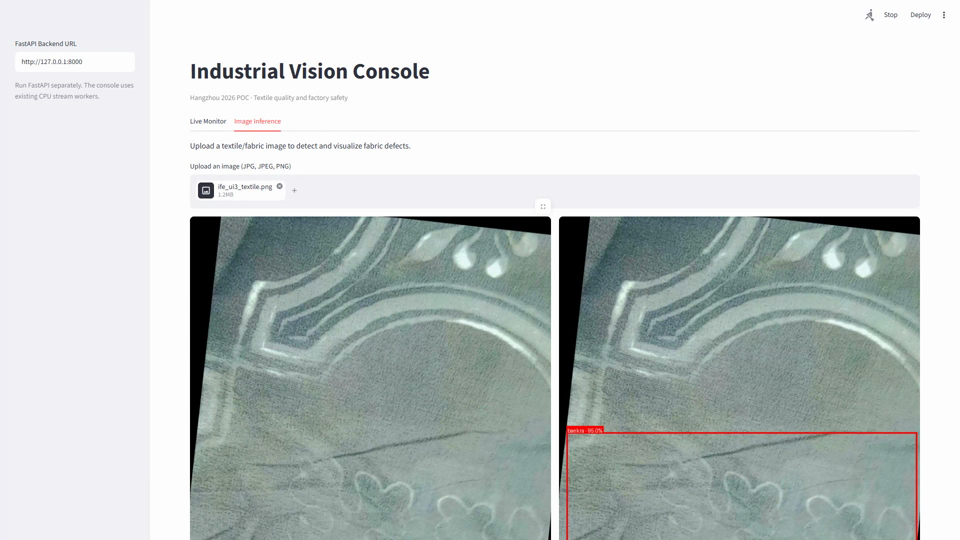 Stop
Deploy
FastAPI Backend URL
http://127.0.0.1:8000
Run FastAPI separately. The console uses
existing CPU stream workers.
Industrial Vision Console
Hangzhou 2026 POC · Textile quality and factory safety
Live Monitor
Image Inference
Upload a textile/fabric image to detect and visualize fabric defects.
Upload an image (JPG, JPEG, PNG)
ife_ui3_textile.png
1.2MB